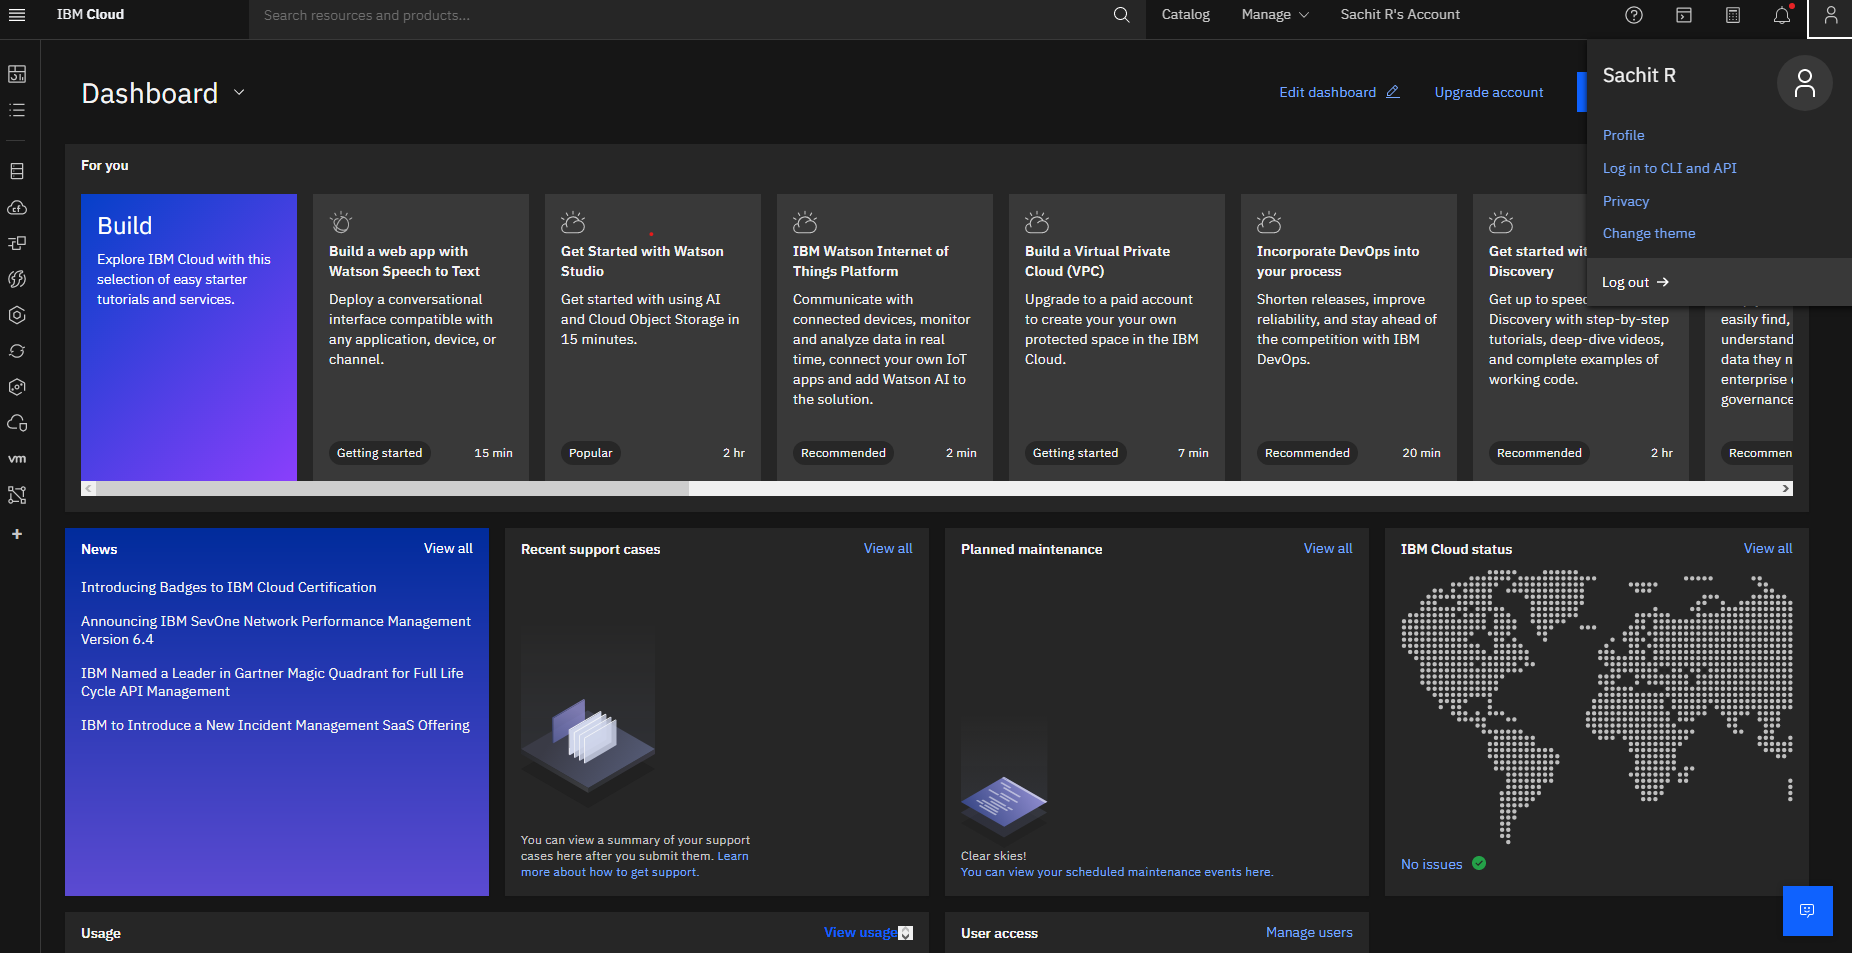 IBM Cloud
Search resources and products...
Catalog
Manage
Sachit R's Account
Sachit R
Profile
Log in to CLI and API
Privacy
Change theme
Log out
Dashboard
Edit dashboard
Upgrade account
For you
Build
Explore IBM Cloud with this
selection of easy starter
tutorials and services.
Build a web app with
Watson Speech to Text
Deploy a conversational
interface compatible with
any application, device, or
channel.
Getting started
15 min
Get Started with Watson
Studio
Get started with using AI
and Cloud Object Storage in
15 minutes.
Popular
2 hr
IBM Watson Internet of
Things Platform
Communicate with
connected devices, monitor
and analyze data in real
time, connect your own IoT
apps and add Watson AI to
the solution.
Recommended
2 min
Build a Virtual Private
Cloud (VPC)
Upgrade to a paid account
to create your your own
protected space in the IBM
Cloud.
Getting started
7 min
Incorporate DevOps into
your process
Shorten releases, improve
reliability, and stay ahead of
the competition with IBM
DevOps.
Recommended
20 min
Get started wit
Discovery
Get up to speed
Discovery with step-by-step
tutorials, deep-dive videos,
and complete examples of
working code.
Recommended
2 hr
easily find,
understand
data they n
enterprise
governance
Recommen
News
View all
Introducing Badges to IBM Cloud Certification
Announcing IBM SevOne Network Performance Management
Version 6.4
IBM Named a Leader in Gartner Magic Quadrant for Full Life
Cycle API Management
IBM to Introduce a New Incident Management SaaS Offering
Recent support cases
View all
You can view a summary of your support
cases here after you submit them. Learn
more about how to get support.
Planned maintenance
View all
Clear skies!
You can view your scheduled maintenance events here.
IBM Cloud status
View all
No issues
Usage
View usage
User access
Manage users
vm